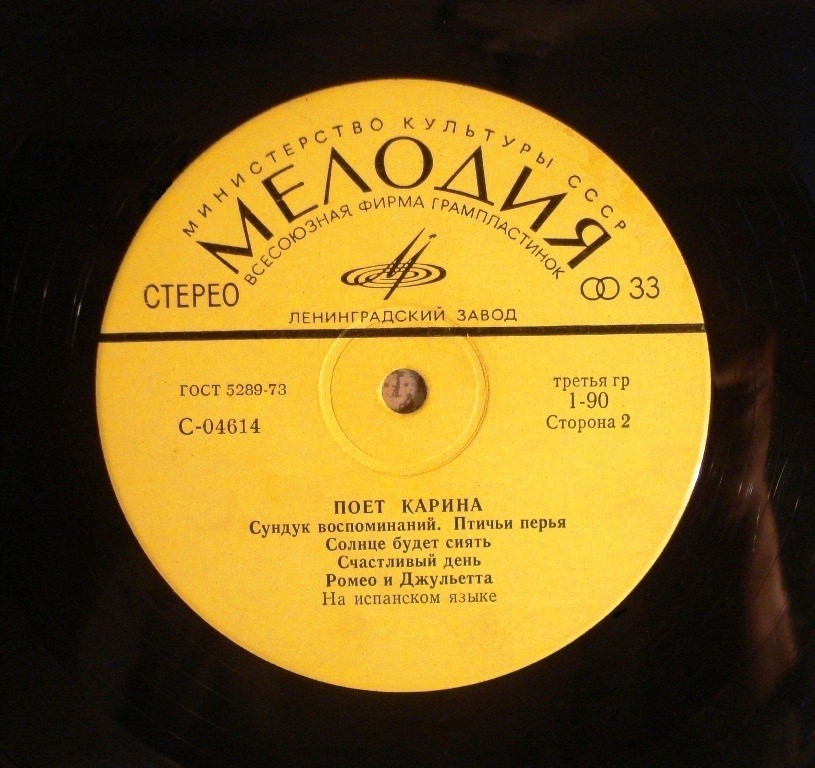 МИНИСТЕРСТВО КУЛЬТУРЫ СССР
МЕЛОДИЯ
ВСЕСОЮЗНАЯ ФИРМА ГРАМПЛАСТИНОК
СТЕРЕО
33
ЛЕНИНГРАДСКИЙ ЗАВОД
ГОСТ 5289-73
С-04614
третья гр
1-90
Сторона 2
ПОЕТ КАРИНА
Сундук воспоминаний. Птичьи перья
Солнце будет сиять
Счастливый день
Ромео и Джульетта
На испанском языке